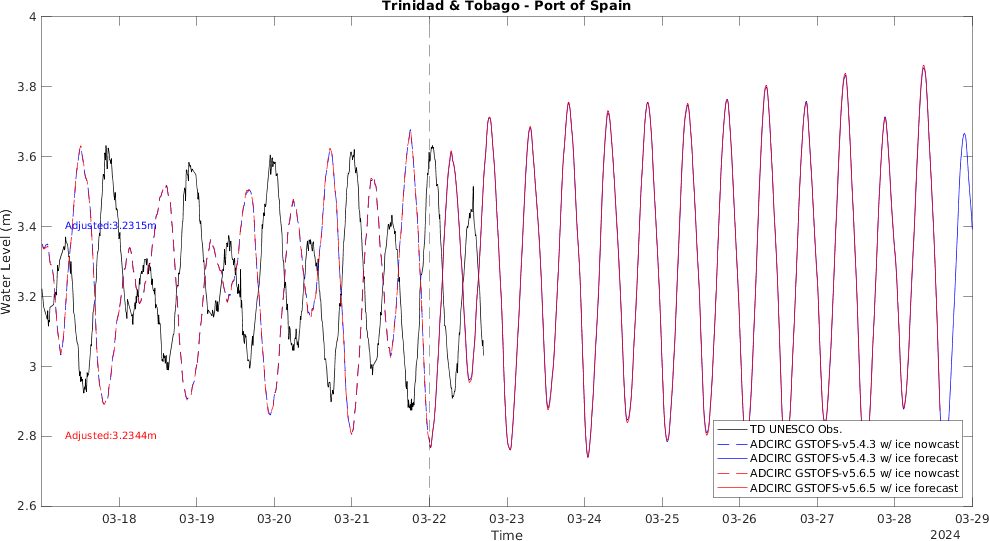 Trinidad & Tobago - Port of Spain
4
3.8
3.6
3.4
3.2
3
2.8
2.6
Water Level (m)
Adjusted:3.2315m
Adjusted:3.2344m
TD UNESCO Obs.
ADCIRC GSTOFS-v5.4.3 w/ ice nowcast
ADCIRC GSTOFS-v5.4.3 w/ ice forecast
ADCIRC GSTOFS-v5.6.5 w/ ice nowcast
ADCIRC GSTOFS-v5.6.5 w/ ice forecast
03-18 03-19 03-20 03-21 03-22 03-23 03-24 03-25 03-26 03-27 03-28 03-29
Time
2024